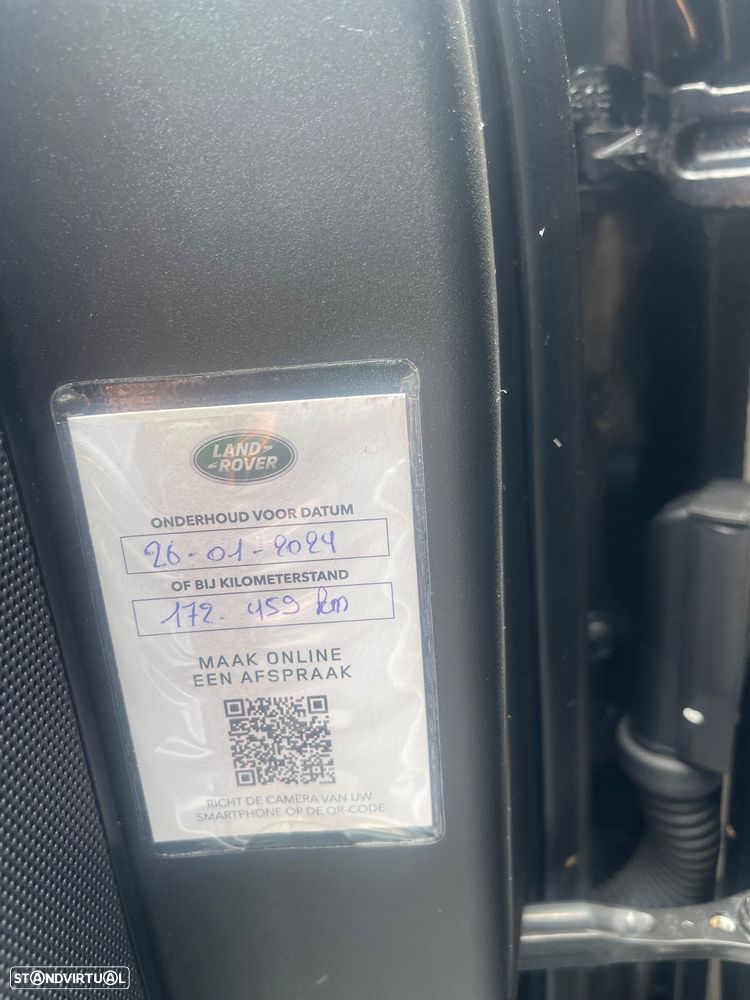 LAND-
-ROVER
ONDERHOUD VOOR DATUM
26-01-2024
OF BIJ KILOMETERSTAND
172.459 km
MAAK ONLINE
EEN AFSPRAAK
RICHT DE CAMERA VAN UW
SMARTPHONE OP DE QR-CODE
STANDVIRTUAL